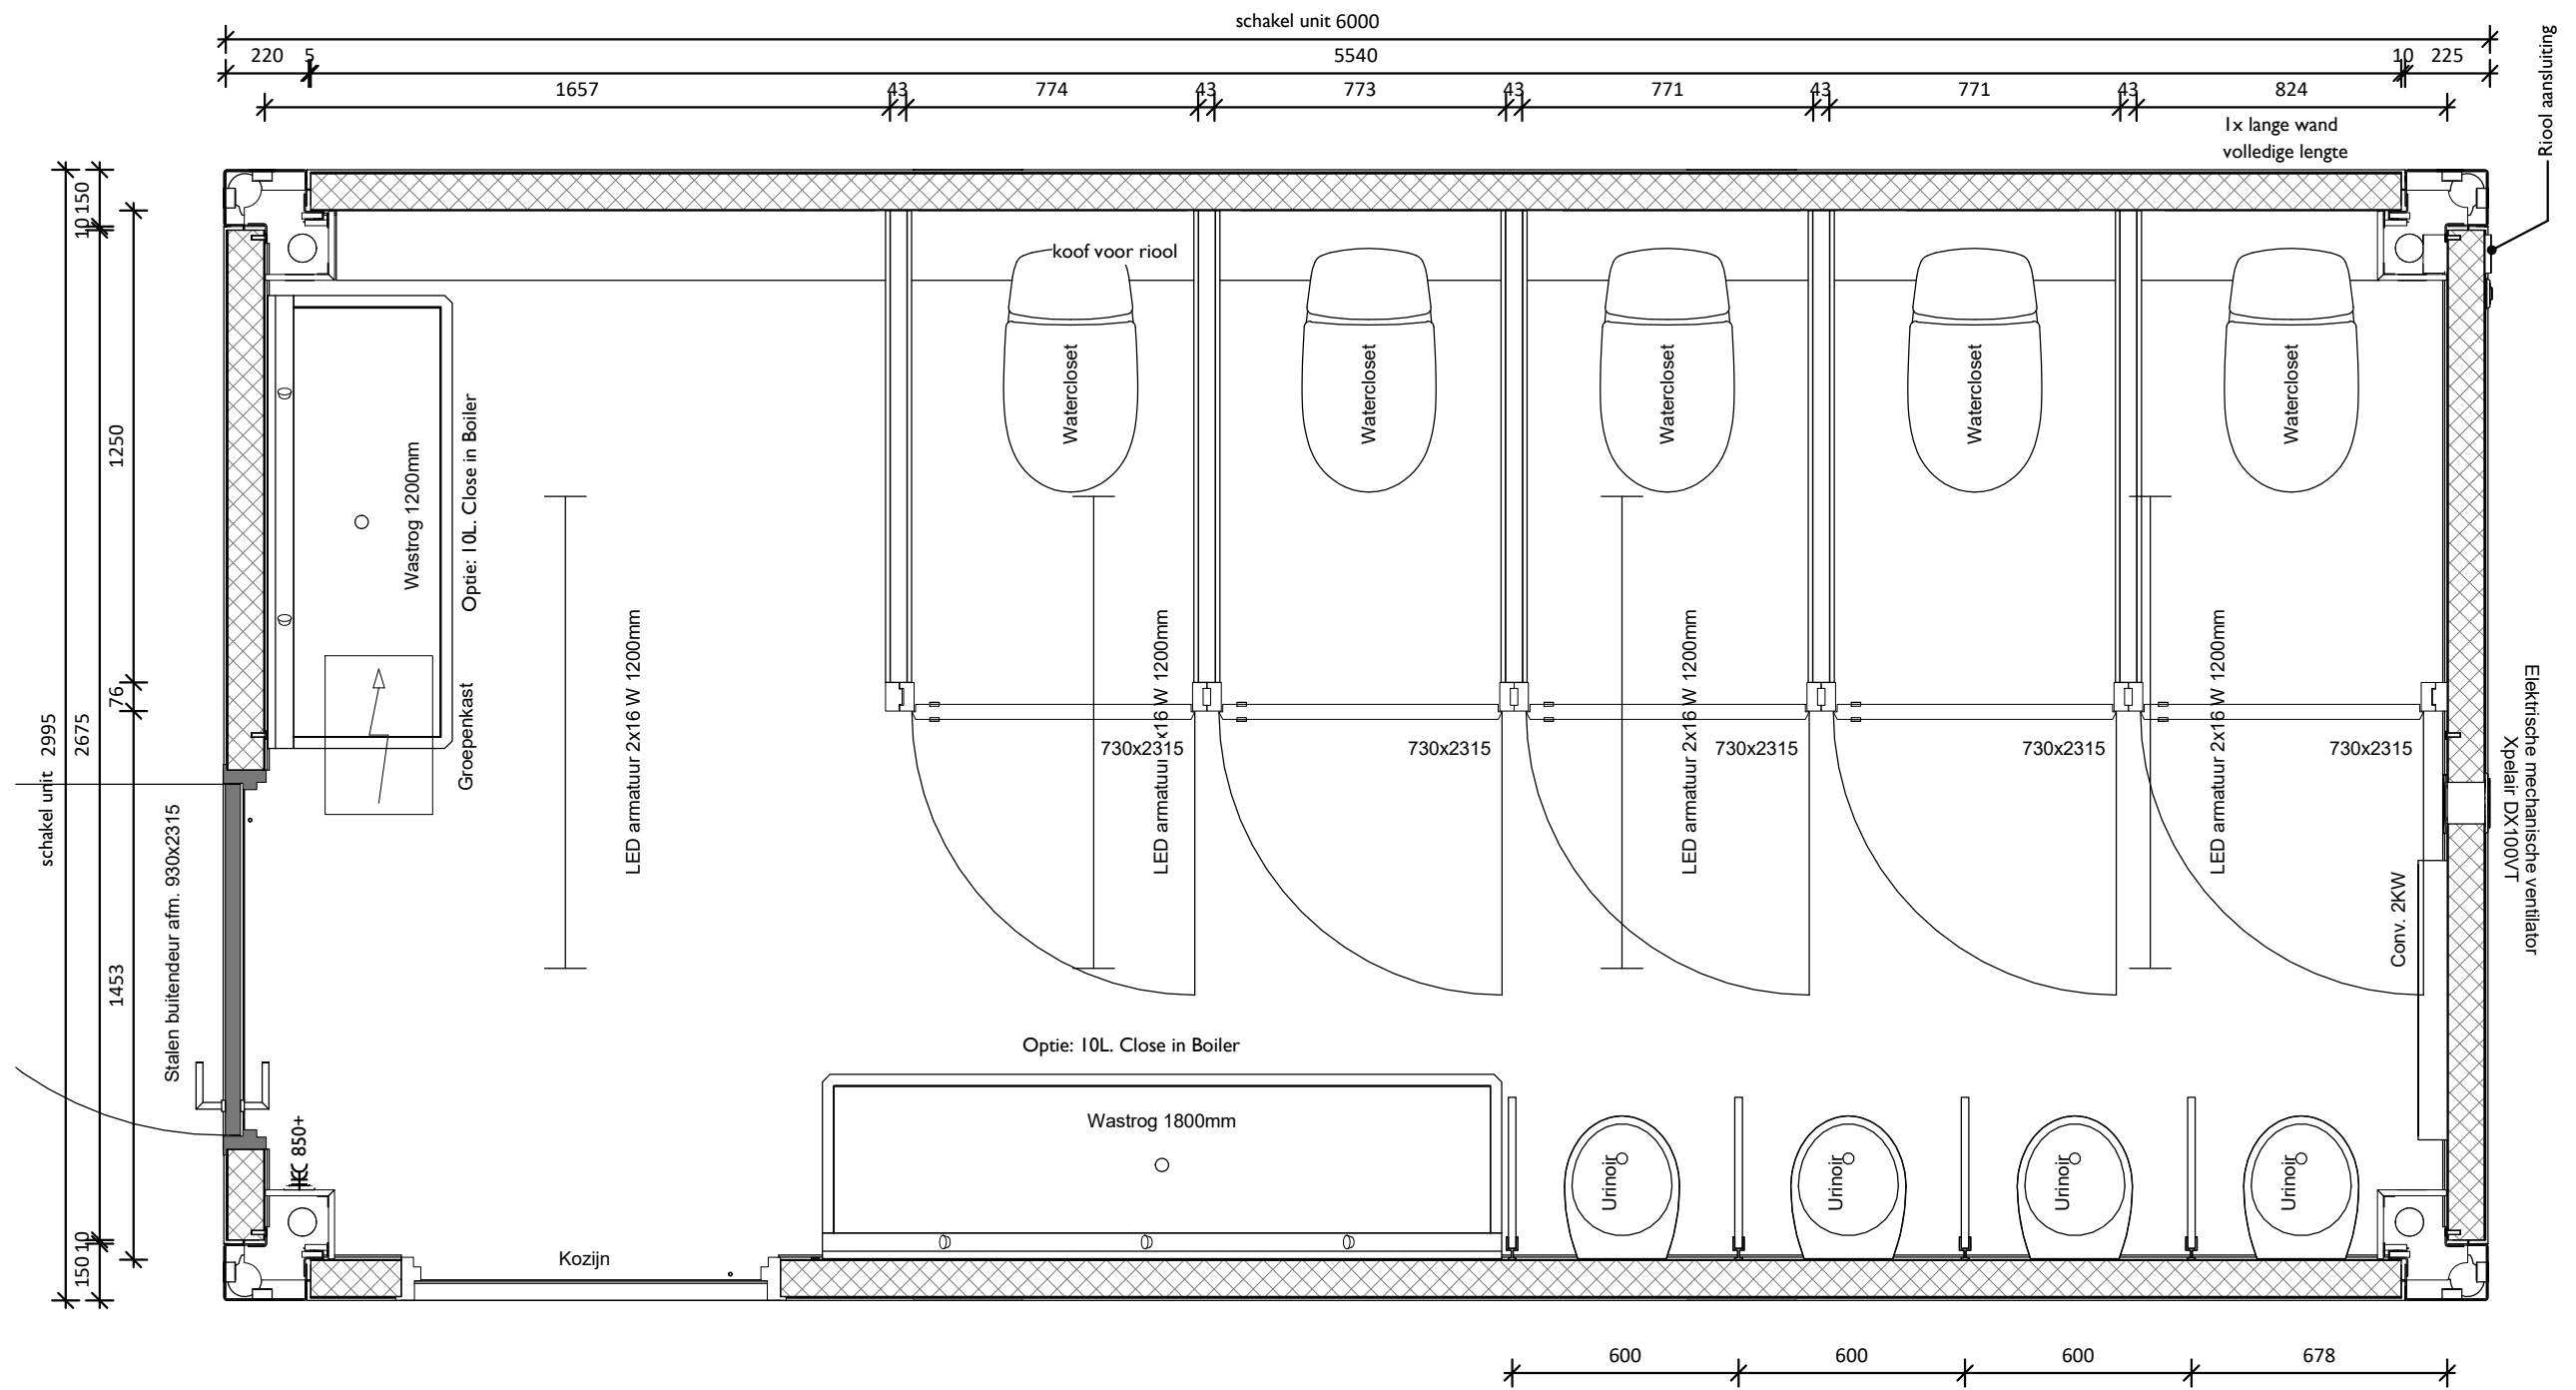 schakel unit 6000
220 5 5540 10 225
1657 43 774 43 773 43 771 43 771 43 824
1x lange wand
volledige lengte
Riool aansluiting
schakel unit 2995
150 10 2675 10 150
1250 76 1453
koof voor riool
Watercloset
Watercloset
Watercloset
Watercloset
Watercloset
Wastrog 1200mm
Optie: 10L. Close in Boiler
Groepenkast
LED armatuur 2x16 W 1200mm
LED armatuur 2x16 W 1200mm
LED armatuur 2x16 W 1200mm
LED armatuur 2x16 W 1200mm
730x2315
730x2315
730x2315
730x2315
730x2315
Stalen buitendeur afm. 930x2315
Conv. 2KW
Elektrische mechanische ventilator
Xpelair DX100VT
Optie: 10L. Close in Boiler
Wastrog 1800mm
850+
Urinoir
Urinoir
Urinoir
Urinoir
Kozijn
600 600 600 678